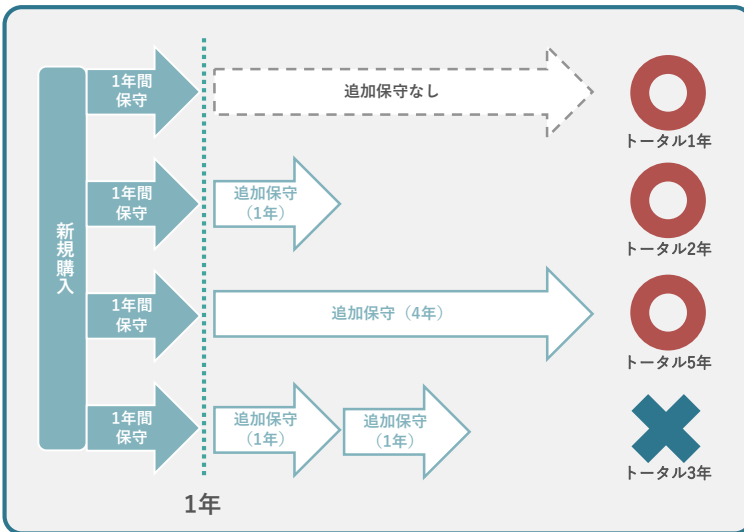 新規購入
1年間
保守
追加保守なし
トータル1年
1年間
保守
追加保守
（1年）
トータル2年
1年間
保守
追加保守（4年）
トータル5年
1年間
保守
追加保守
（1年）
追加保守
（1年）
トータル3年
1年